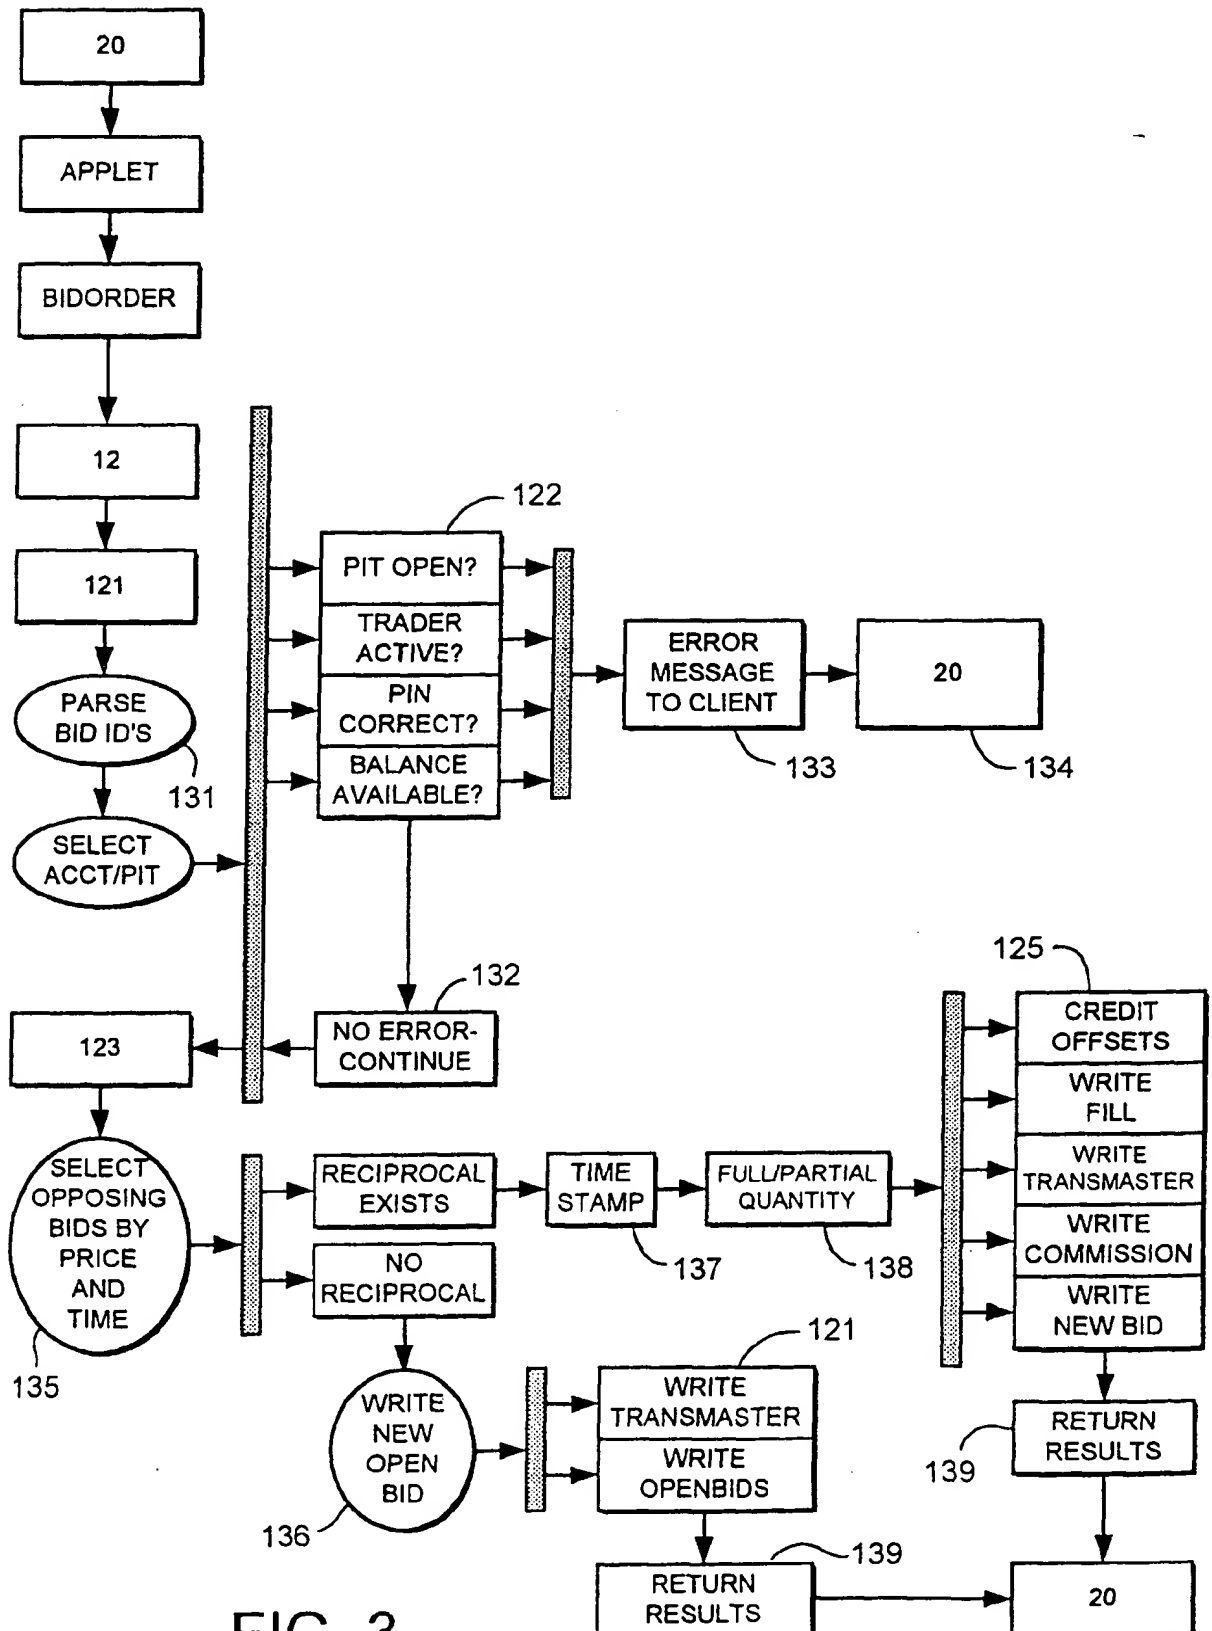 20
APPLET
BIDORDER
12
121
PARSE
BID ID'S
131
SELECT
ACCT/PIT
122
PIT OPEN?
TRADER
ACTIVE?
PIN
CORRECT?
BALANCE
AVAILABLE?
ERROR
MESSAGE
TO CLIENT
133
20
134
132
NO ERROR-
CONTINUE
123
SELECT
OPPOSING
BIDS BY
PRICE
AND
TIME
135
RECIPROCAL
EXISTS
TIME
STAMP
137
FULL/PARTIAL
QUANTITY
138
NO
RECIPROCAL
WRITE
NEW
OPEN
BID
136
121
WRITE
TRANSMASTER
WRITE
OPENBIDS
139
RETURN
RESULTS
125
CREDIT
OFFSETS
WRITE
FILL
WRITE
TRANSMASTER
WRITE
COMMISSION
WRITE
NEW BID
RETURN
RESULTS
139
20
FIG. 3